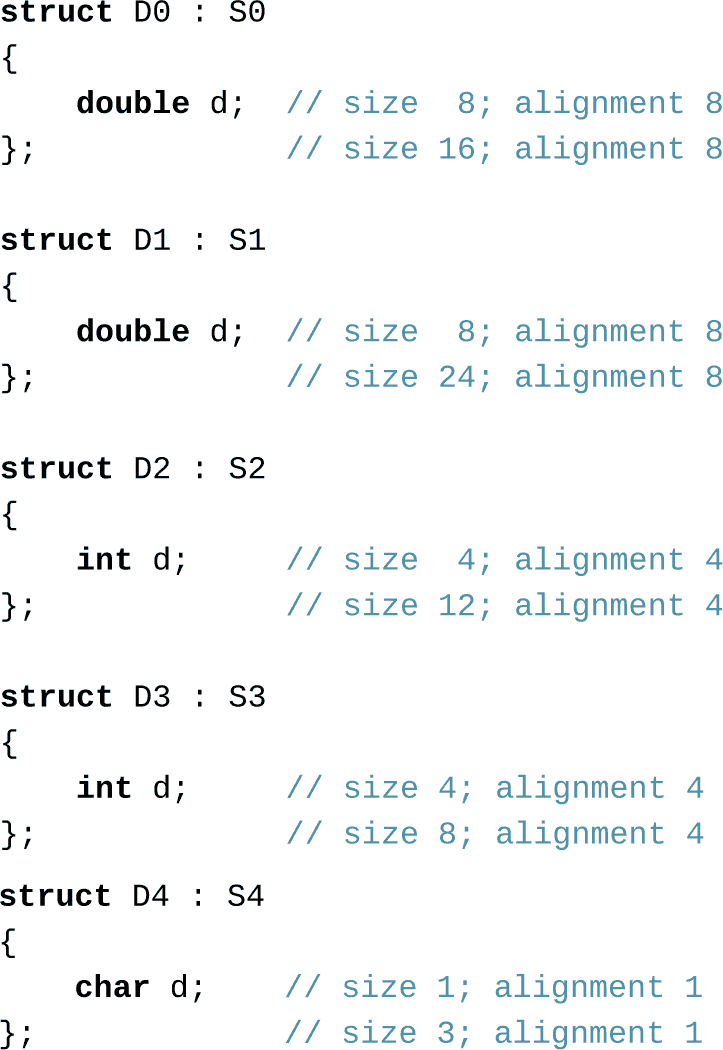 struct D0 : S0
{
    double d;  // size  8; alignment 8
};             // size 16; alignment 8

struct D1 : S1
{
    double d;  // size  8; alignment 8
};             // size 24; alignment 8

struct D2 : S2
{
    int d;     // size  4; alignment 4
};             // size 12; alignment 4

struct D3 : S3
{
    int d;     // size 4; alignment 4
};             // size 8; alignment 4
struct D4 : S4
{
    char d;    // size 1; alignment 1
};             // size 3; alignment 1